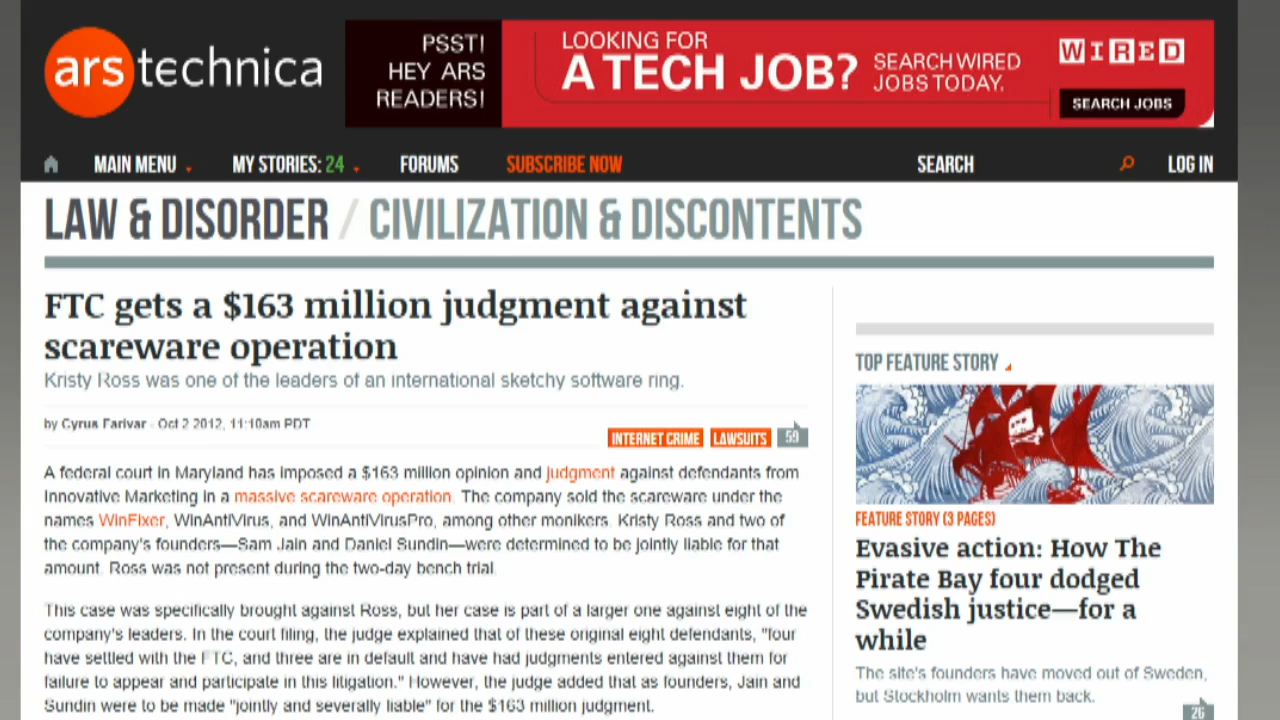 ars technica
PSST!
HEY ARS
READERS!
LOOKING FOR
A TECH JOB?
SEARCH WIRED
JOBS TODAY.
WIRED
SEARCH JOBS
MAIN MENU MY STORIES: 24 FORUMS SUBSCRIBE NOW SEARCH LOG IN
LAW & DISORDER / CIVILIZATION & DISCONTENTS
FTC gets a $163 million judgment against
scareware operation
Kristy Ross was one of the leaders of an international sketchy software ring.
by Cyrus Farivar - Oct 2 2012, 11:10am PDT
INTERNET CRIME LAWSUITS 59
A federal court in Maryland has imposed a $163 million opinion and judgment against defendants from
Innovative Marketing in a massive scareware operation. The company sold the scareware under the
names WinFixer, WinAntiVirus, and WinAntiVirusPro, among other monikers. Kristy Ross and two of
the company's founders—Sam Jain and Daniel Sundin—were determined to be jointly liable for that
amount. Ross was not present during the two-day bench trial.
This case was specifically brought against Ross, but her case is part of a larger one against eight of the
company's leaders. In the court filing, the judge explained that of these original eight defendants, "four
have settled with the FTC, and three are in default and have had judgments entered against them for
failure to appear and participate in this litigation." However, the judge added that as founders, Jain and
Sundin were to be made "jointly and severally liable" for the $163 million judgment.
TOP FEATURE STORY
FEATURE STORY (3 PAGES)
Evasive action: How The
Pirate Bay four dodged
Swedish justice—for a
while
The site's founders have moved out of Sweden,
but Stockholm wants them back.
26